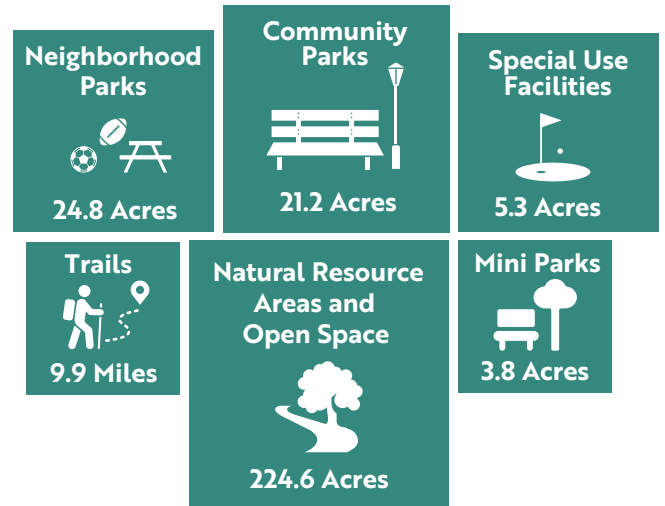 Neighborhood
Parks
24.8 Acres
Community
Parks
21.2 Acres
Special Use
Facilities
5.3 Acres
Trails
9.9 Miles
Natural Resource
Areas and
Open Space
224.6 Acres
Mini Parks
3.8 Acres